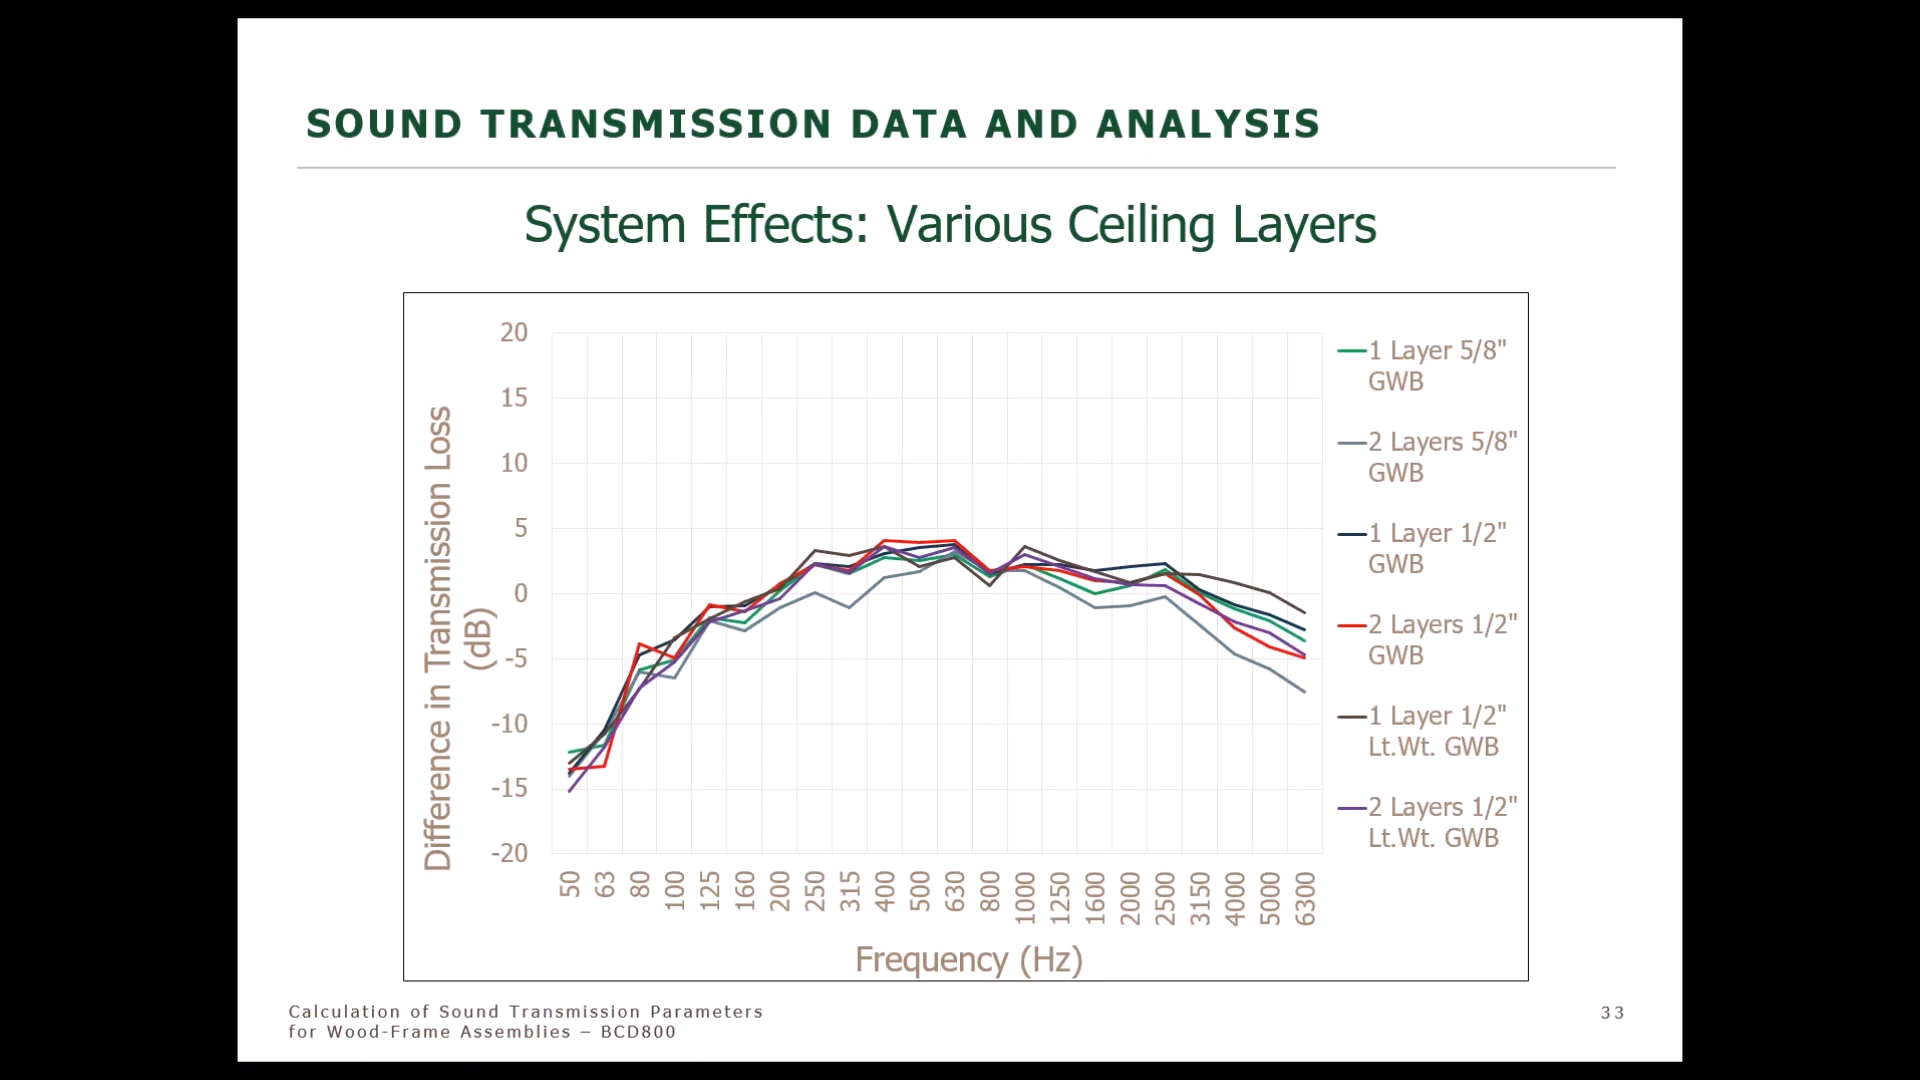 SOUND TRANSMISSION DATA AND ANALYSIS
System Effects: Various Ceiling Layers
Difference in Transmission Loss
(dB)
20
15
10
5
0
-5
-10
-15
-20
50
63
80
100
125
160
200
250
315
400
500
630
800
1000
1250
1600
2000
2500
3150
4000
5000
6300
Frequency (Hz)
1 Layer 5/8"
GWB
2 Layers 5/8"
GWB
1 Layer 1/2"
GWB
2 Layers 1/2"
GWB
1 Layer 1/2"
Lt.Wt. GWB
2 Layers 1/2"
Lt.Wt. GWB
Calculation of Sound Transmission Parameters
for Wood-Frame Assemblies – BCD800
33